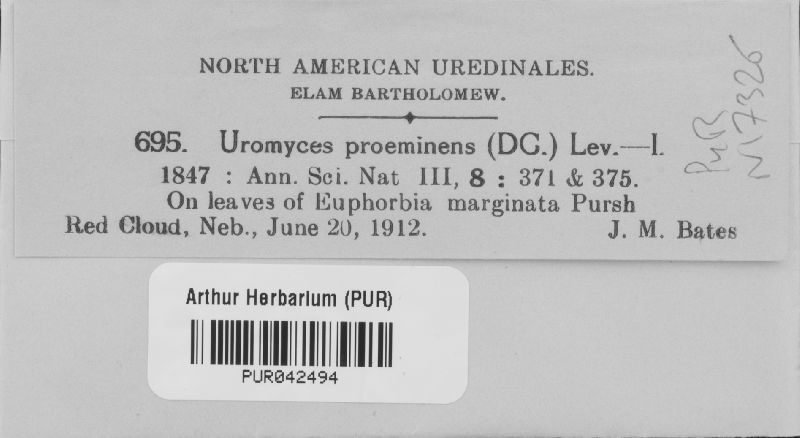 NORTH AMERICAN UREDINALES.
ELAM BARTHOLOMEW.
695. Uromyces proeminens (DC.) Lev.—I.
1847 : Ann. Sci. Nat III, 8 : 371 & 375.
On leaves of Euphorbia marginata Pursh
Red Cloud, Neb., June 20, 1912. J. M. Bates
PUR
N17326
Arthur Herbarium (PUR)
PUR042494